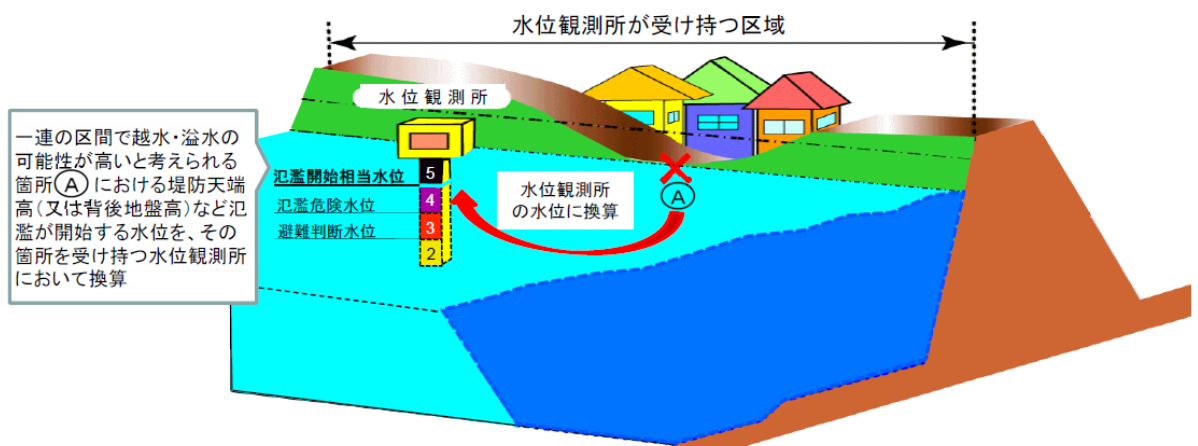 水位観測所が受け持つ区域
水位観測所
一連の区間で越水・溢水の
可能性が高いと考えられる
箇所Aにおける堤防天端
高(又は背後地盤高)など氾
濫が開始する水位を、その
箇所を受け持つ水位観測所
において換算
氾濫開始相当水位
氾濫危険水位
避難判断水位
5
4
3
2
水位観測所
の水位に換算
A